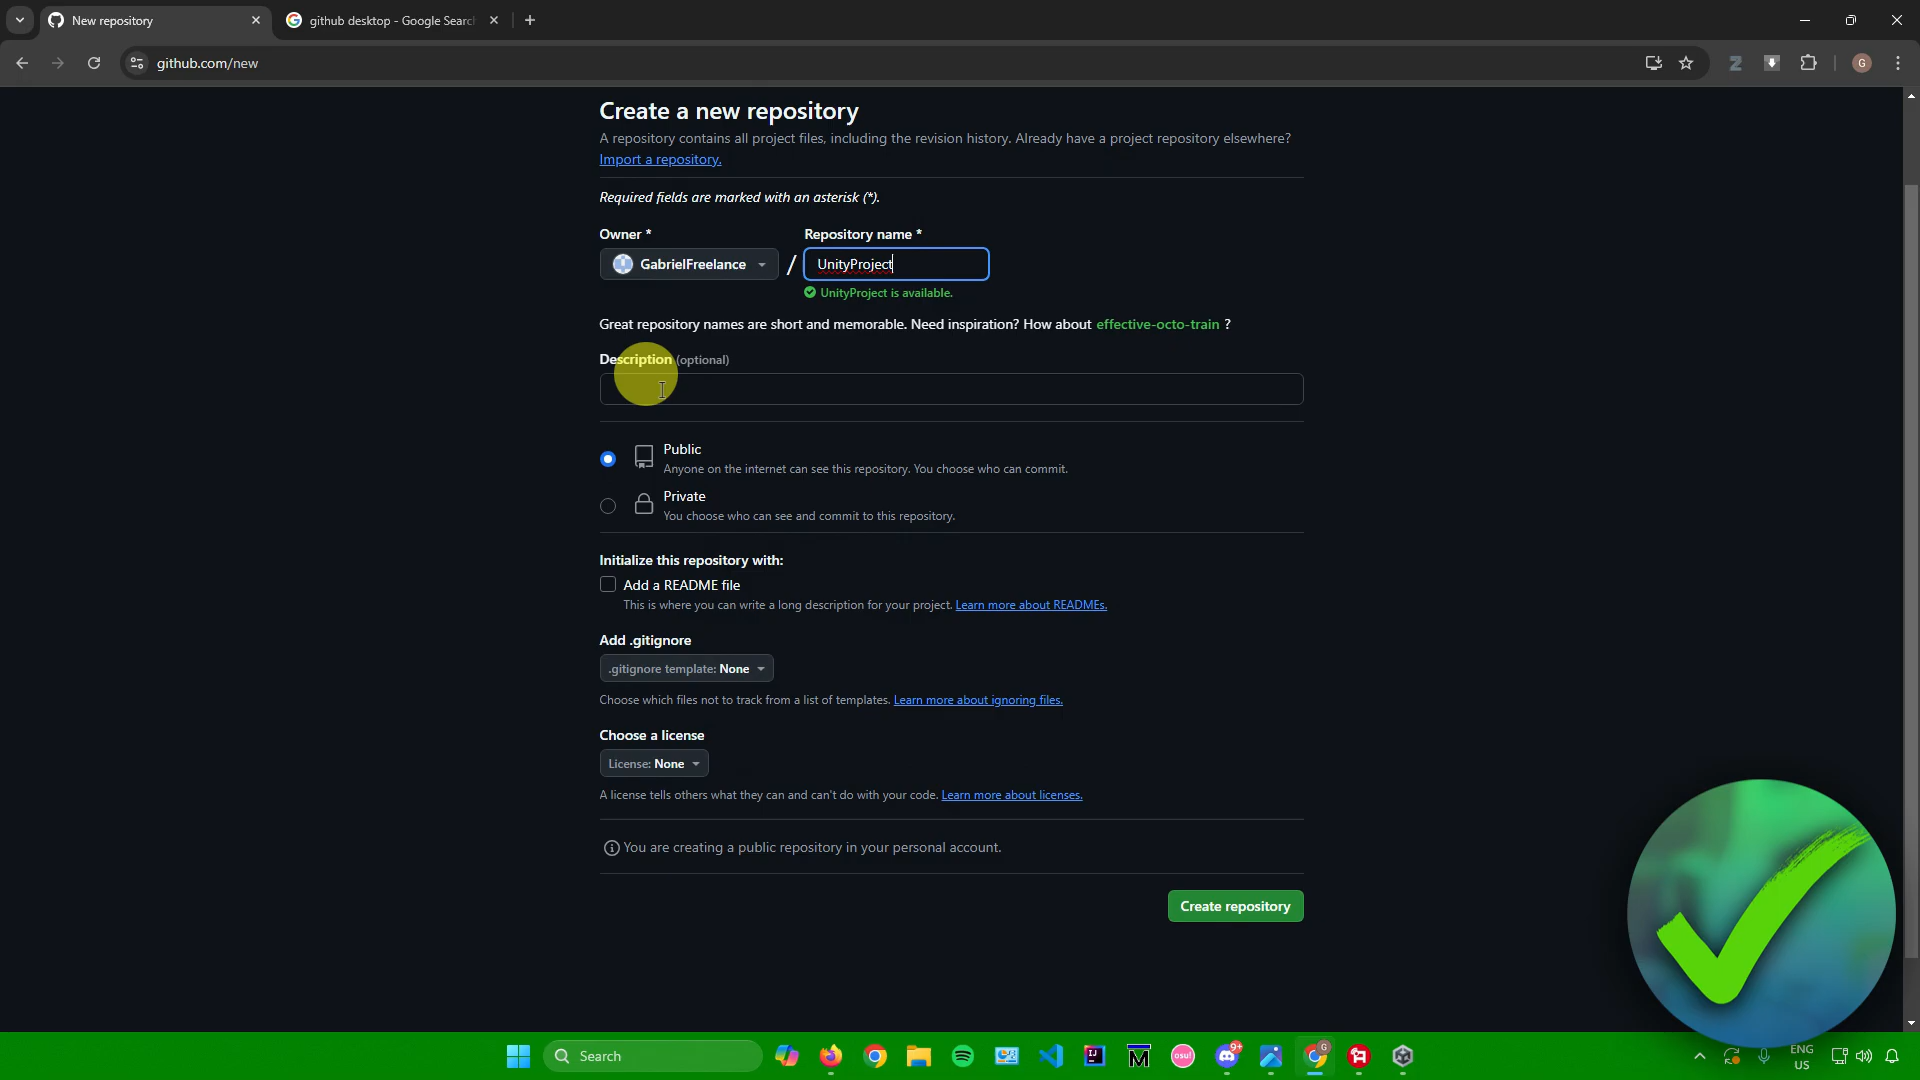 New repository
github desktop - Google Searc
github.com/new
G
Create a new repository
A repository contains all project files, including the revision history. Already have a project repository elsewhere?
Import a repository.
Required fields are marked with an asterisk (*).
Owner *
Repository name *
GabrielFreelance
/
UnityProject
UnityProject is available.
Great repository names are short and memorable. Need inspiration? How about effective-octo-train ?
Description (optional)
Public
Anyone on the internet can see this repository. You choose who can commit.
Private
You choose who can see and commit to this repository.
Initialize this repository with:
Add a README file
This is where you can write a long description for your project. Learn more about READMEs.
Add .gitignore
.gitignore template: None
Choose which files not to track from a list of templates. Learn more about ignoring files.
Choose a license
License: None
A license tells others what they can and can't do with your code. Learn more about licenses.
You are creating a public repository in your personal account.
Create repository
Search
IJ
M
osu!
9+
G
ENG
US